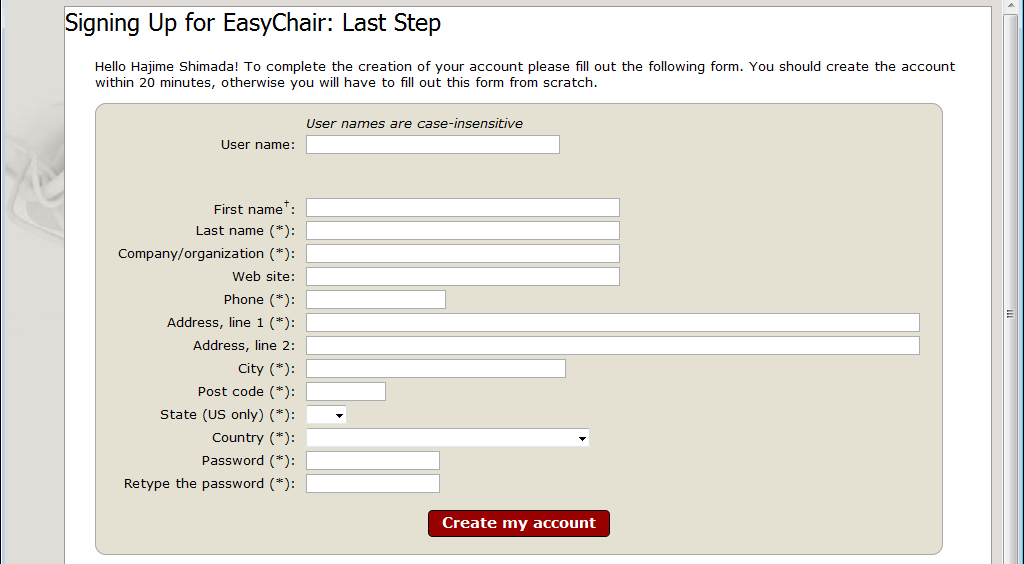 Signing Up for EasyChair: Last Step
Hello Hajime Shimada! To complete the creation of your account please fill out the following form. You should create the account
within 20 minutes, otherwise you will have to fill out this form from scratch.
User names are case-insensitive
User name:
First name†:
Last name (*):
Company/organization (*):
Web site:
Phone (*):
Address, line 1 (*):
Address, line 2:
City (*):
Post code (*):
State (US only) (*):
Country (*):
Password (*):
Retype the password (*):
Create my account